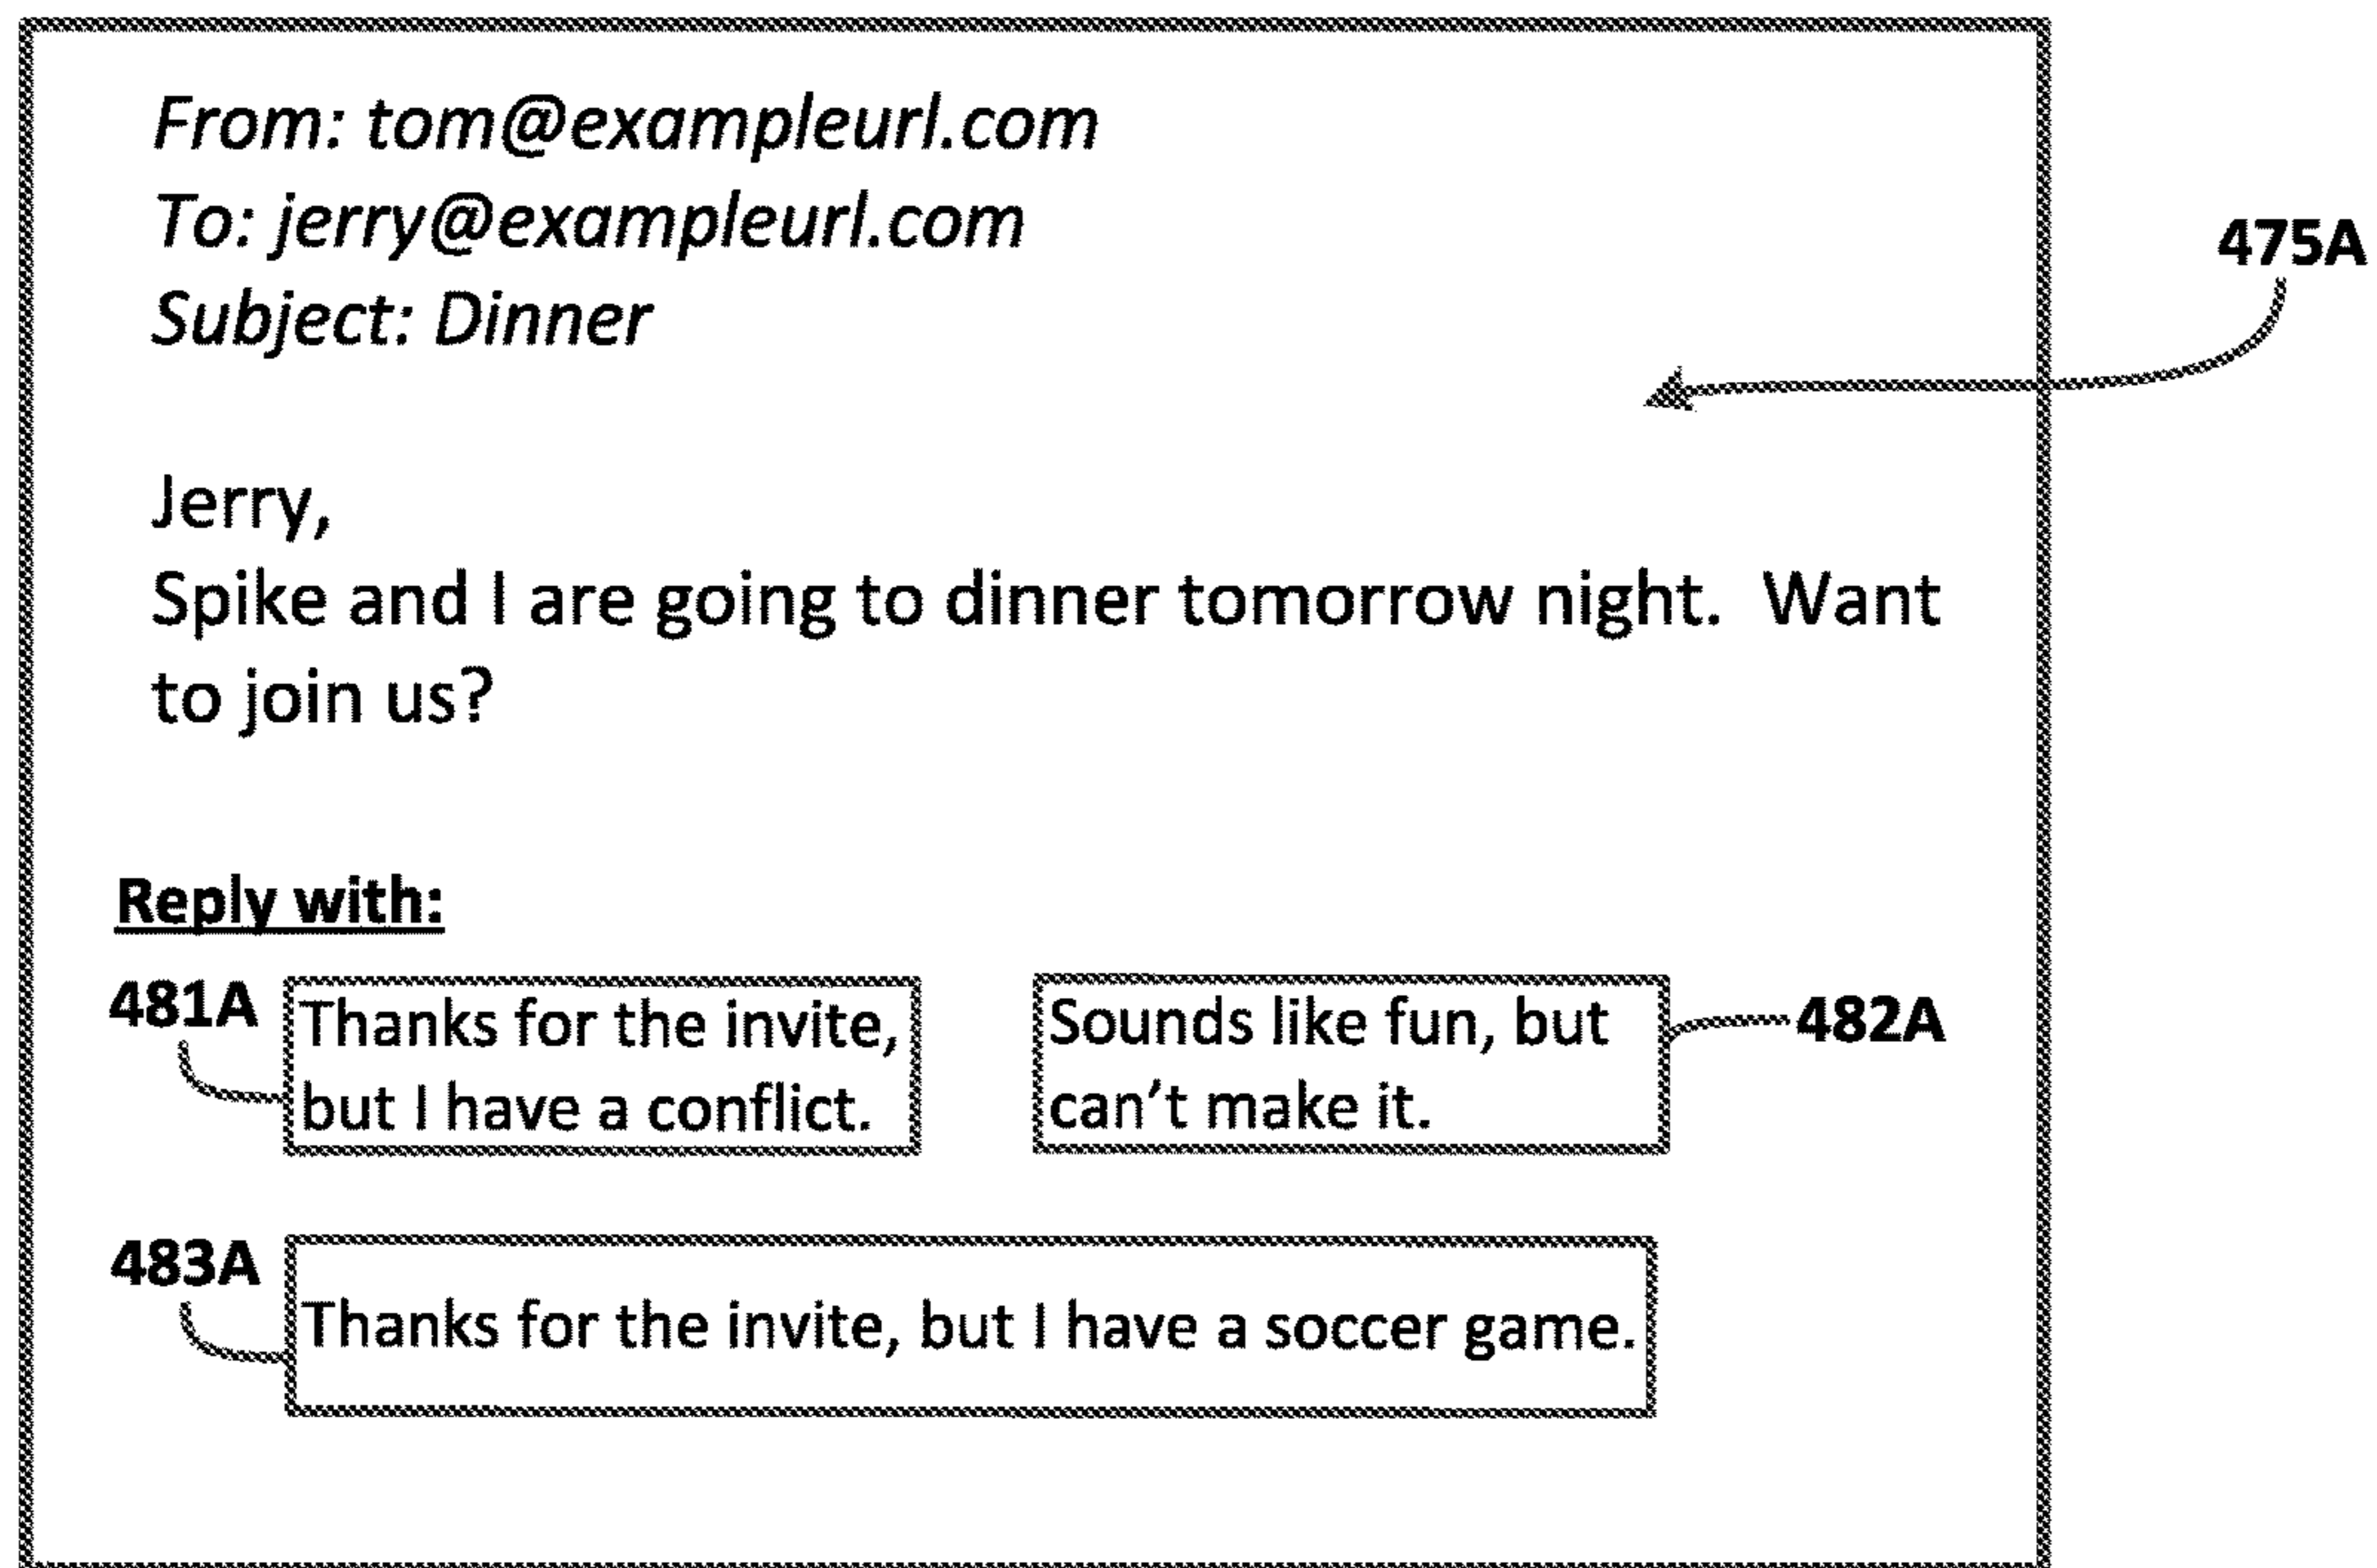 From: tom@exampleurl.com
To: jerry@exampleurl.com
475A
Subject: Dinner
Jerry,
Spike and I are going to dinner tomorrow night.  Want
to join us?
Reply with:
481A
Thanks for the invite,
but I have a conflict.
Sounds like fun, but
can't make it.
482A
483A
Thanks for the invite, but I have a soccer game.